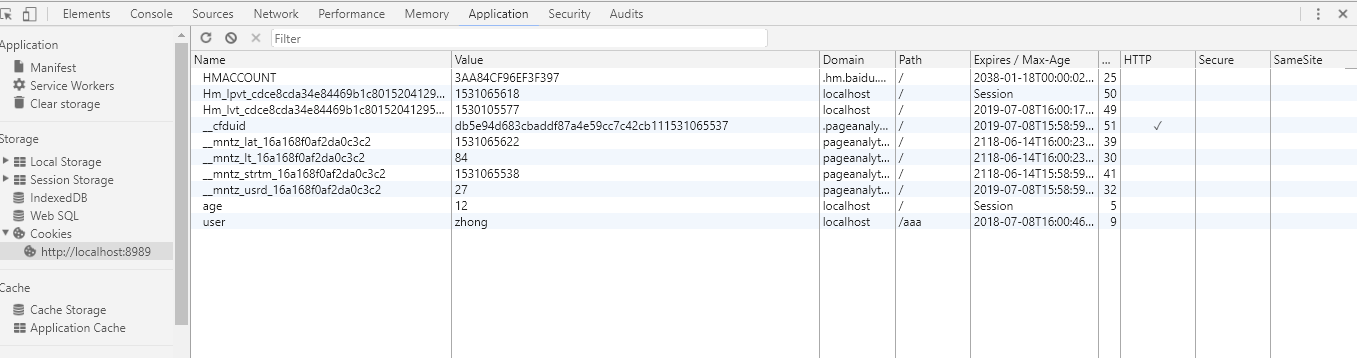 Elements Console Sources Network Performance Memory Application Security Audits
Application
Manifest
Service Workers
Clear storage
Storage
Local Storage
Session Storage
IndexedDB
Web SQL
Cookies
http://localhost:8989
Cache
Cache Storage
Application Cache
Filter
Name Value Domain Path Expires / Max-Age ... HTTP Secure SameSite
HMACCOUNT 3AA84CF96EF3F397 .hm.baidu.... / 2038-01-18T00:00:02... 25
Hm_lpvt_cdce8cda34e84469b1c8015204129... 1531065618 localhost / Session 50
Hm_lvt_cdce8cda34e84469b1c80152041295... 1530105577 localhost / 2019-07-08T16:00:17... 49
__cfduid db5e94d683cbaddf87a4e59cc7c42cb111531065537 .pageanaly... / 2019-07-08T15:58:59... 51 ✓
__mntz_lat_16a168f0af2da0c3c2 1531065622 pageanalyt... / 2118-06-14T16:00:23... 39
__mntz_lt_16a168f0af2da0c3c2 84 pageanalyt... / 2118-06-14T16:00:23... 30
__mntz_strtm_16a168f0af2da0c3c2 1531065538 pageanalyt... / 2118-06-14T15:58:59... 41
__mntz_usrd_16a168f0af2da0c3c2 27 pageanalyt... / 2019-07-08T15:58:59... 32
age 12 localhost / Session 5
user zhong localhost /aaa 2018-07-08T16:00:46... 9